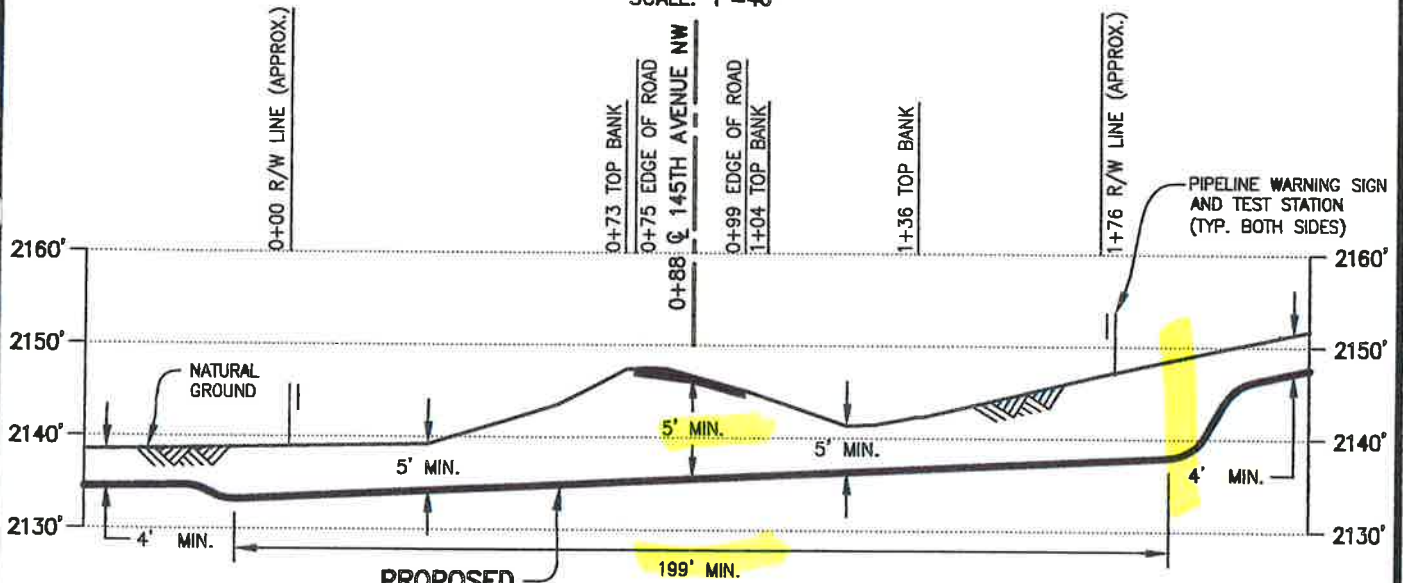 0+00 R/W LINE (APPROX.)
0+73 TOP BANK
0+75 EDGE OF ROAD
0+88 ℄ 145TH AVENUE NW
0+99 EDGE OF ROAD
1+04 TOP BANK
1+36 TOP BANK
1+76 R/W LINE (APPROX.)
PIPELINE WARNING SIGN
AND TEST STATION
(TYP. BOTH SIDES)
2160'
2160'
2150'
2150'
NATURAL
GROUND
2140'
2140'
5' MIN.
5' MIN.
5' MIN.
4' MIN.
2130'
2130'
4' MIN.
199' MIN.
PROPOSED